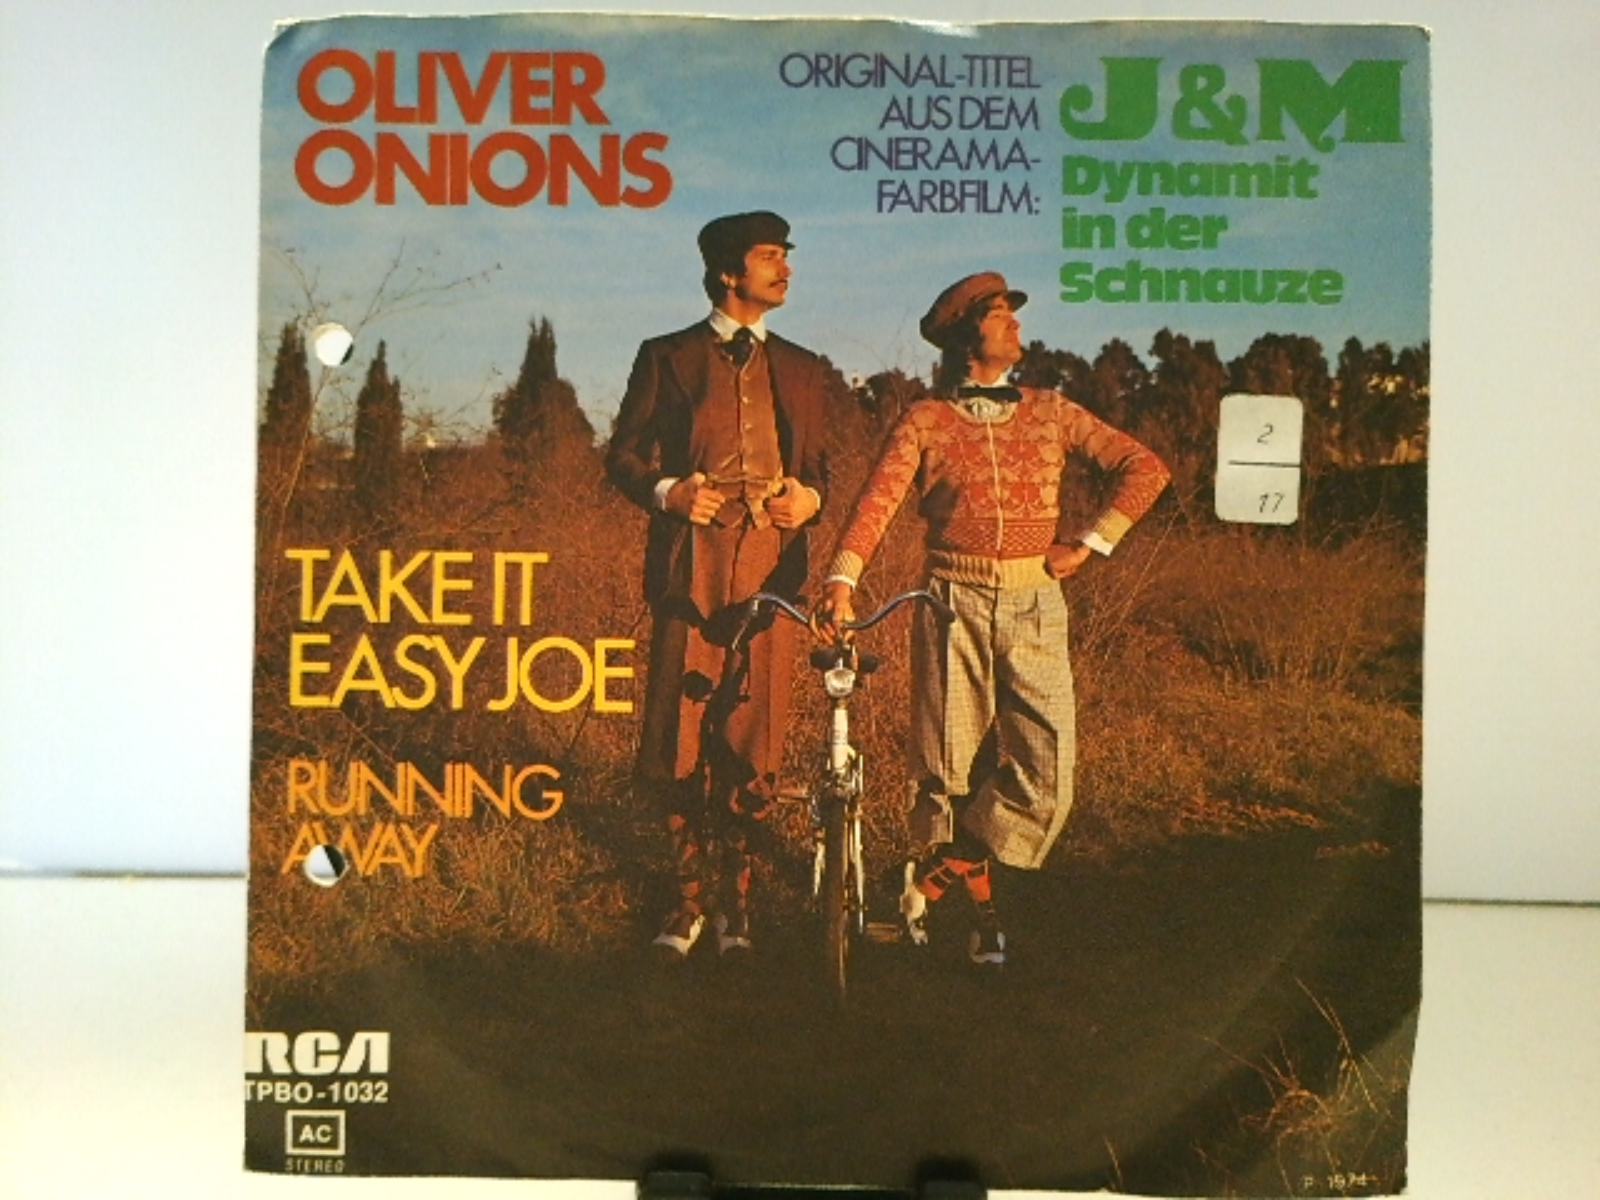 OLIVER
ONIONS
ORIGINAL-TITEL
AUS DEM
CINERAMA-
FARBFILM:
J&M
Dynamit
in der
Schnauze
2
17
TAKE IT
EASY JOE
RUNNING
AWAY
RCA
TPBO-1032
AC
STEREO
P 1974